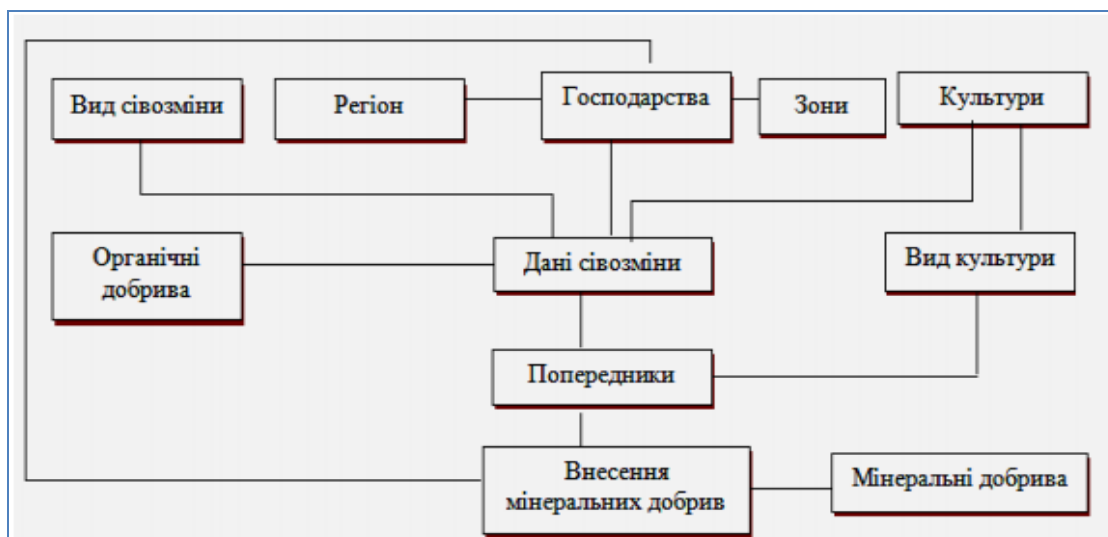 Вид сівозміни
Регіон
Господарства
Зони
Культури
Органічні
добрива
Дані сівозміни
Вид культури
Попередники
Внесення
мінеральних добрив
Мінеральні добрива